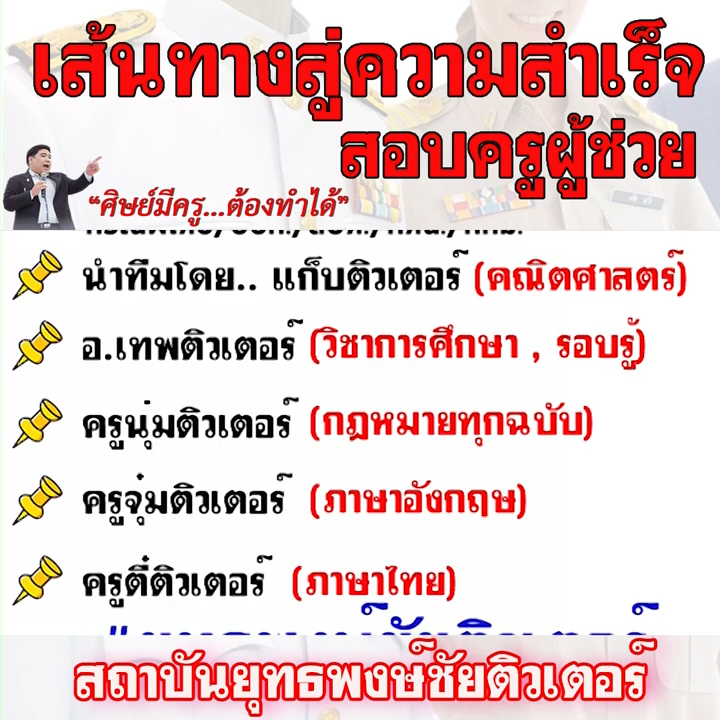 เส้นทางสู่ความสำเร็จ
สอบครูผู้ช่วย
“ศิษย์มีครู...ต้องทำได้”
นำทีมโดย.. แก๊บติวเตอร์ (คณิตศาสตร์)
อ.เทพติวเตอร์ (วิชาการศึกษา , รอบรู้)
ครูนุ่มติวเตอร์ (กฎหมายทุกฉบับ)
ครูจุ๋มติวเตอร์ (ภาษาอังกฤษ)
ครูตี๋ติวเตอร์ (ภาษาไทย)
สถาบันยุทธพงษ์ชัยติวเตอร์